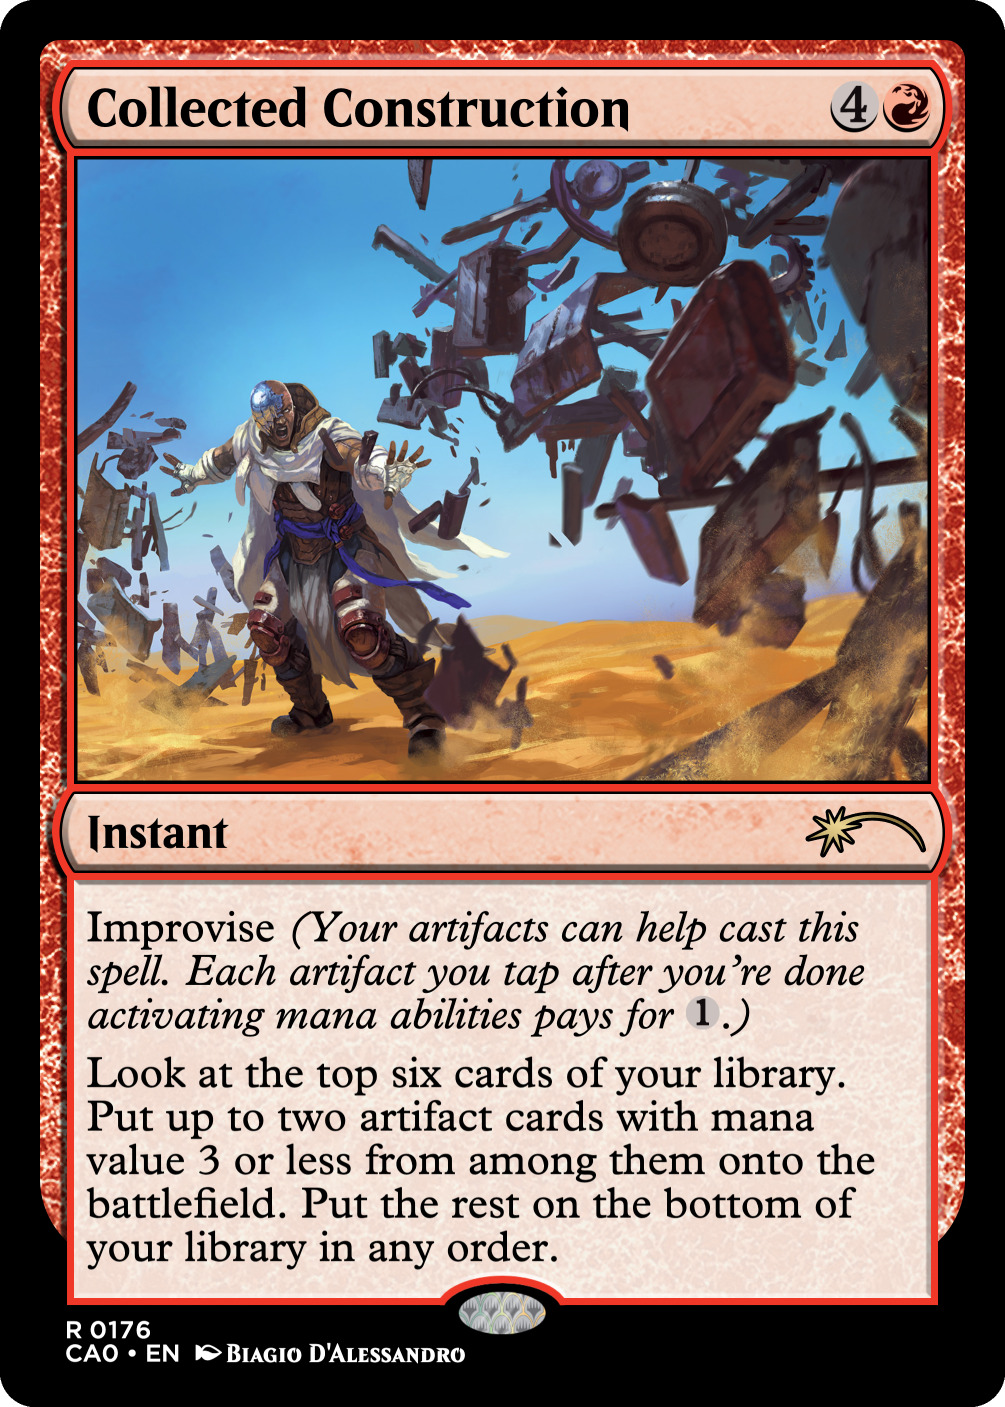 Collected Construction 4
Instant
Improvise (Your artifacts can help cast this
spell. Each artifact you tap after you're done
activating mana abilities pays for 1.)
Look at the top six cards of your library.
Put up to two artifact cards with mana
value 3 or less from among them onto the
battlefield. Put the rest on the bottom of
your library in any order.
R 0176
CAO • EN BIAGIO D'ALESSANDRO